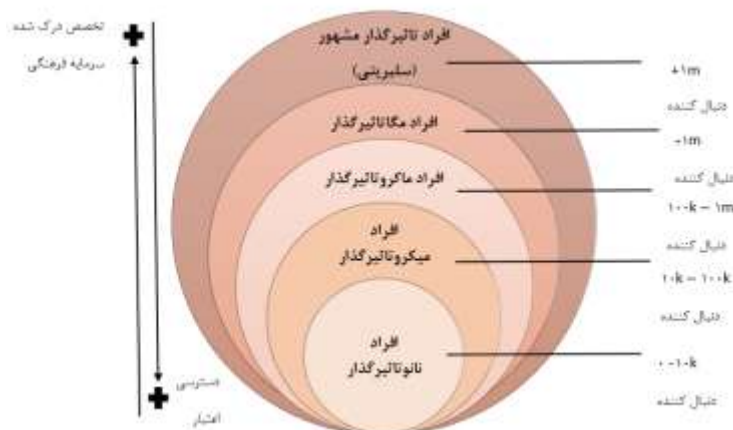 تخصص درک شده
سرمایه فرهنگی
افراد تاثیرگذار مشهور
(سلبریتی)
افراد مگاتاثیرگذار
افراد ماکروتاثیرگذار
افراد
میکروتاثیرگذار
افراد
نانوتاثیرگذار
+۱m
دنبال کننده
-۱m
دنبال کننده
۱۰۰k – ۱m
دنبال کننده
۱۰k – ۱۰۰k
دنبال کننده
۰-۱۰k
دنبال کننده
دسترسی
اعتبار